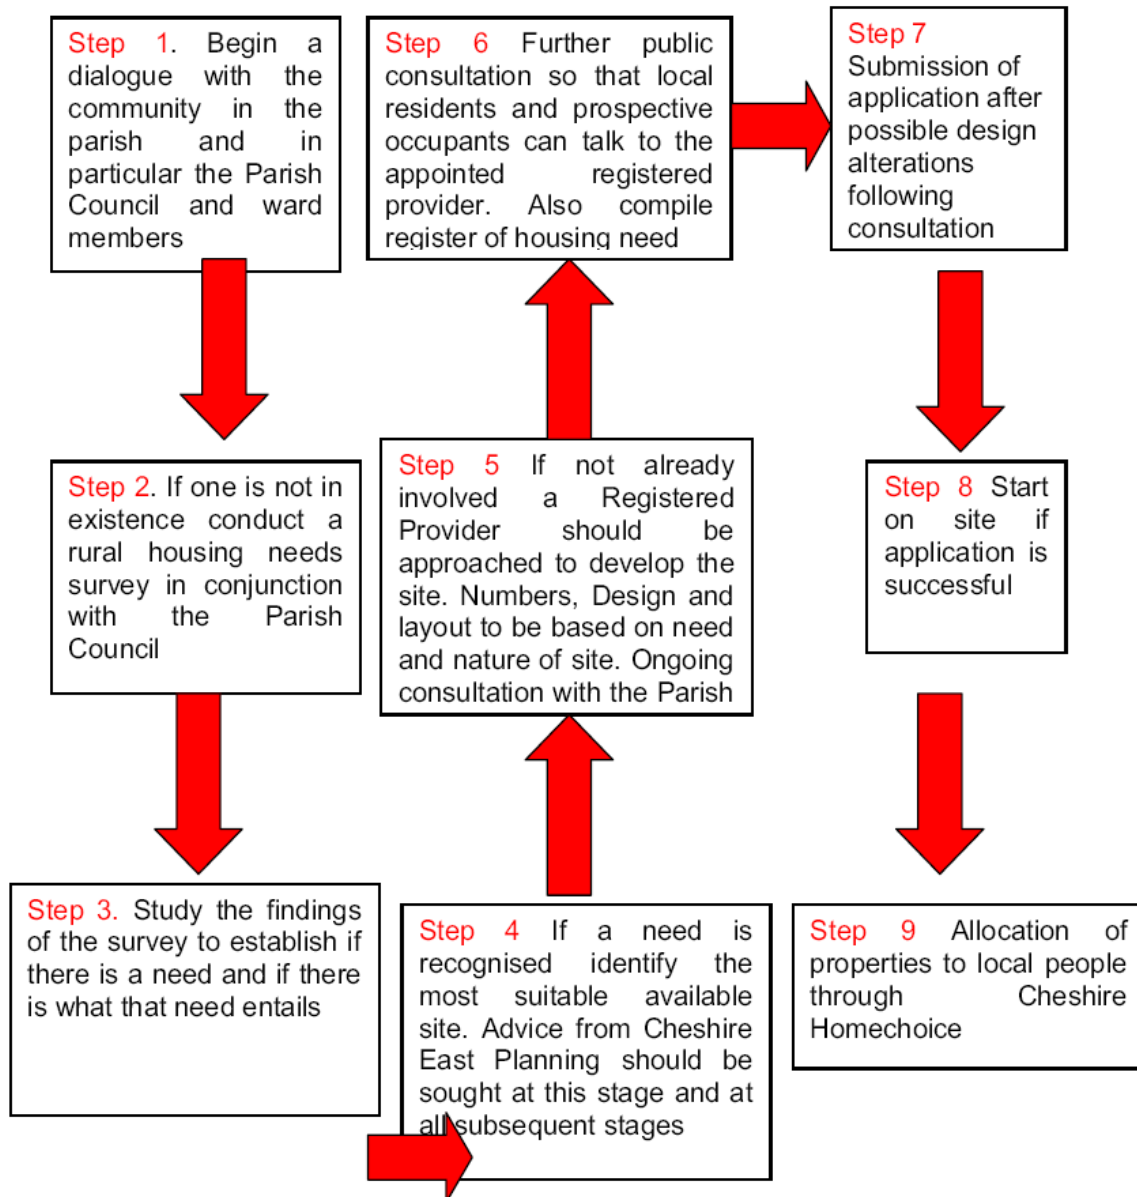 Step 1. Begin a
dialogue with the
community in the
parish and in
particular the Parish
Council and ward
members
Step 2. If one is not in
existence conduct a
rural housing needs
survey in conjunction
with the Parish
Council
Step 3. Study the findings
of the survey to establish if
there is a need and if there
is what that need entails
Step 4 If a need is
recognised identify the
most suitable available
site. Advice from Cheshire
East Planning should be
sought at this stage and at
all subsequent stages
Step 5 If not already
involved a Registered
Provider should be
approached to develop the
site. Numbers, Design and
layout to be based on need
and nature of site. Ongoing
consultation with the Parish
Step 6 Further public
consultation so that local
residents and prospective
occupants can talk to the
appointed registered
provider. Also compile
register of housing need
Step 7
Submission of
application after
possible design
alterations
following
consultation
Step 8 Start
on site if
application is
successful
Step 9 Allocation of
properties to local people
through Cheshire
Homechoice